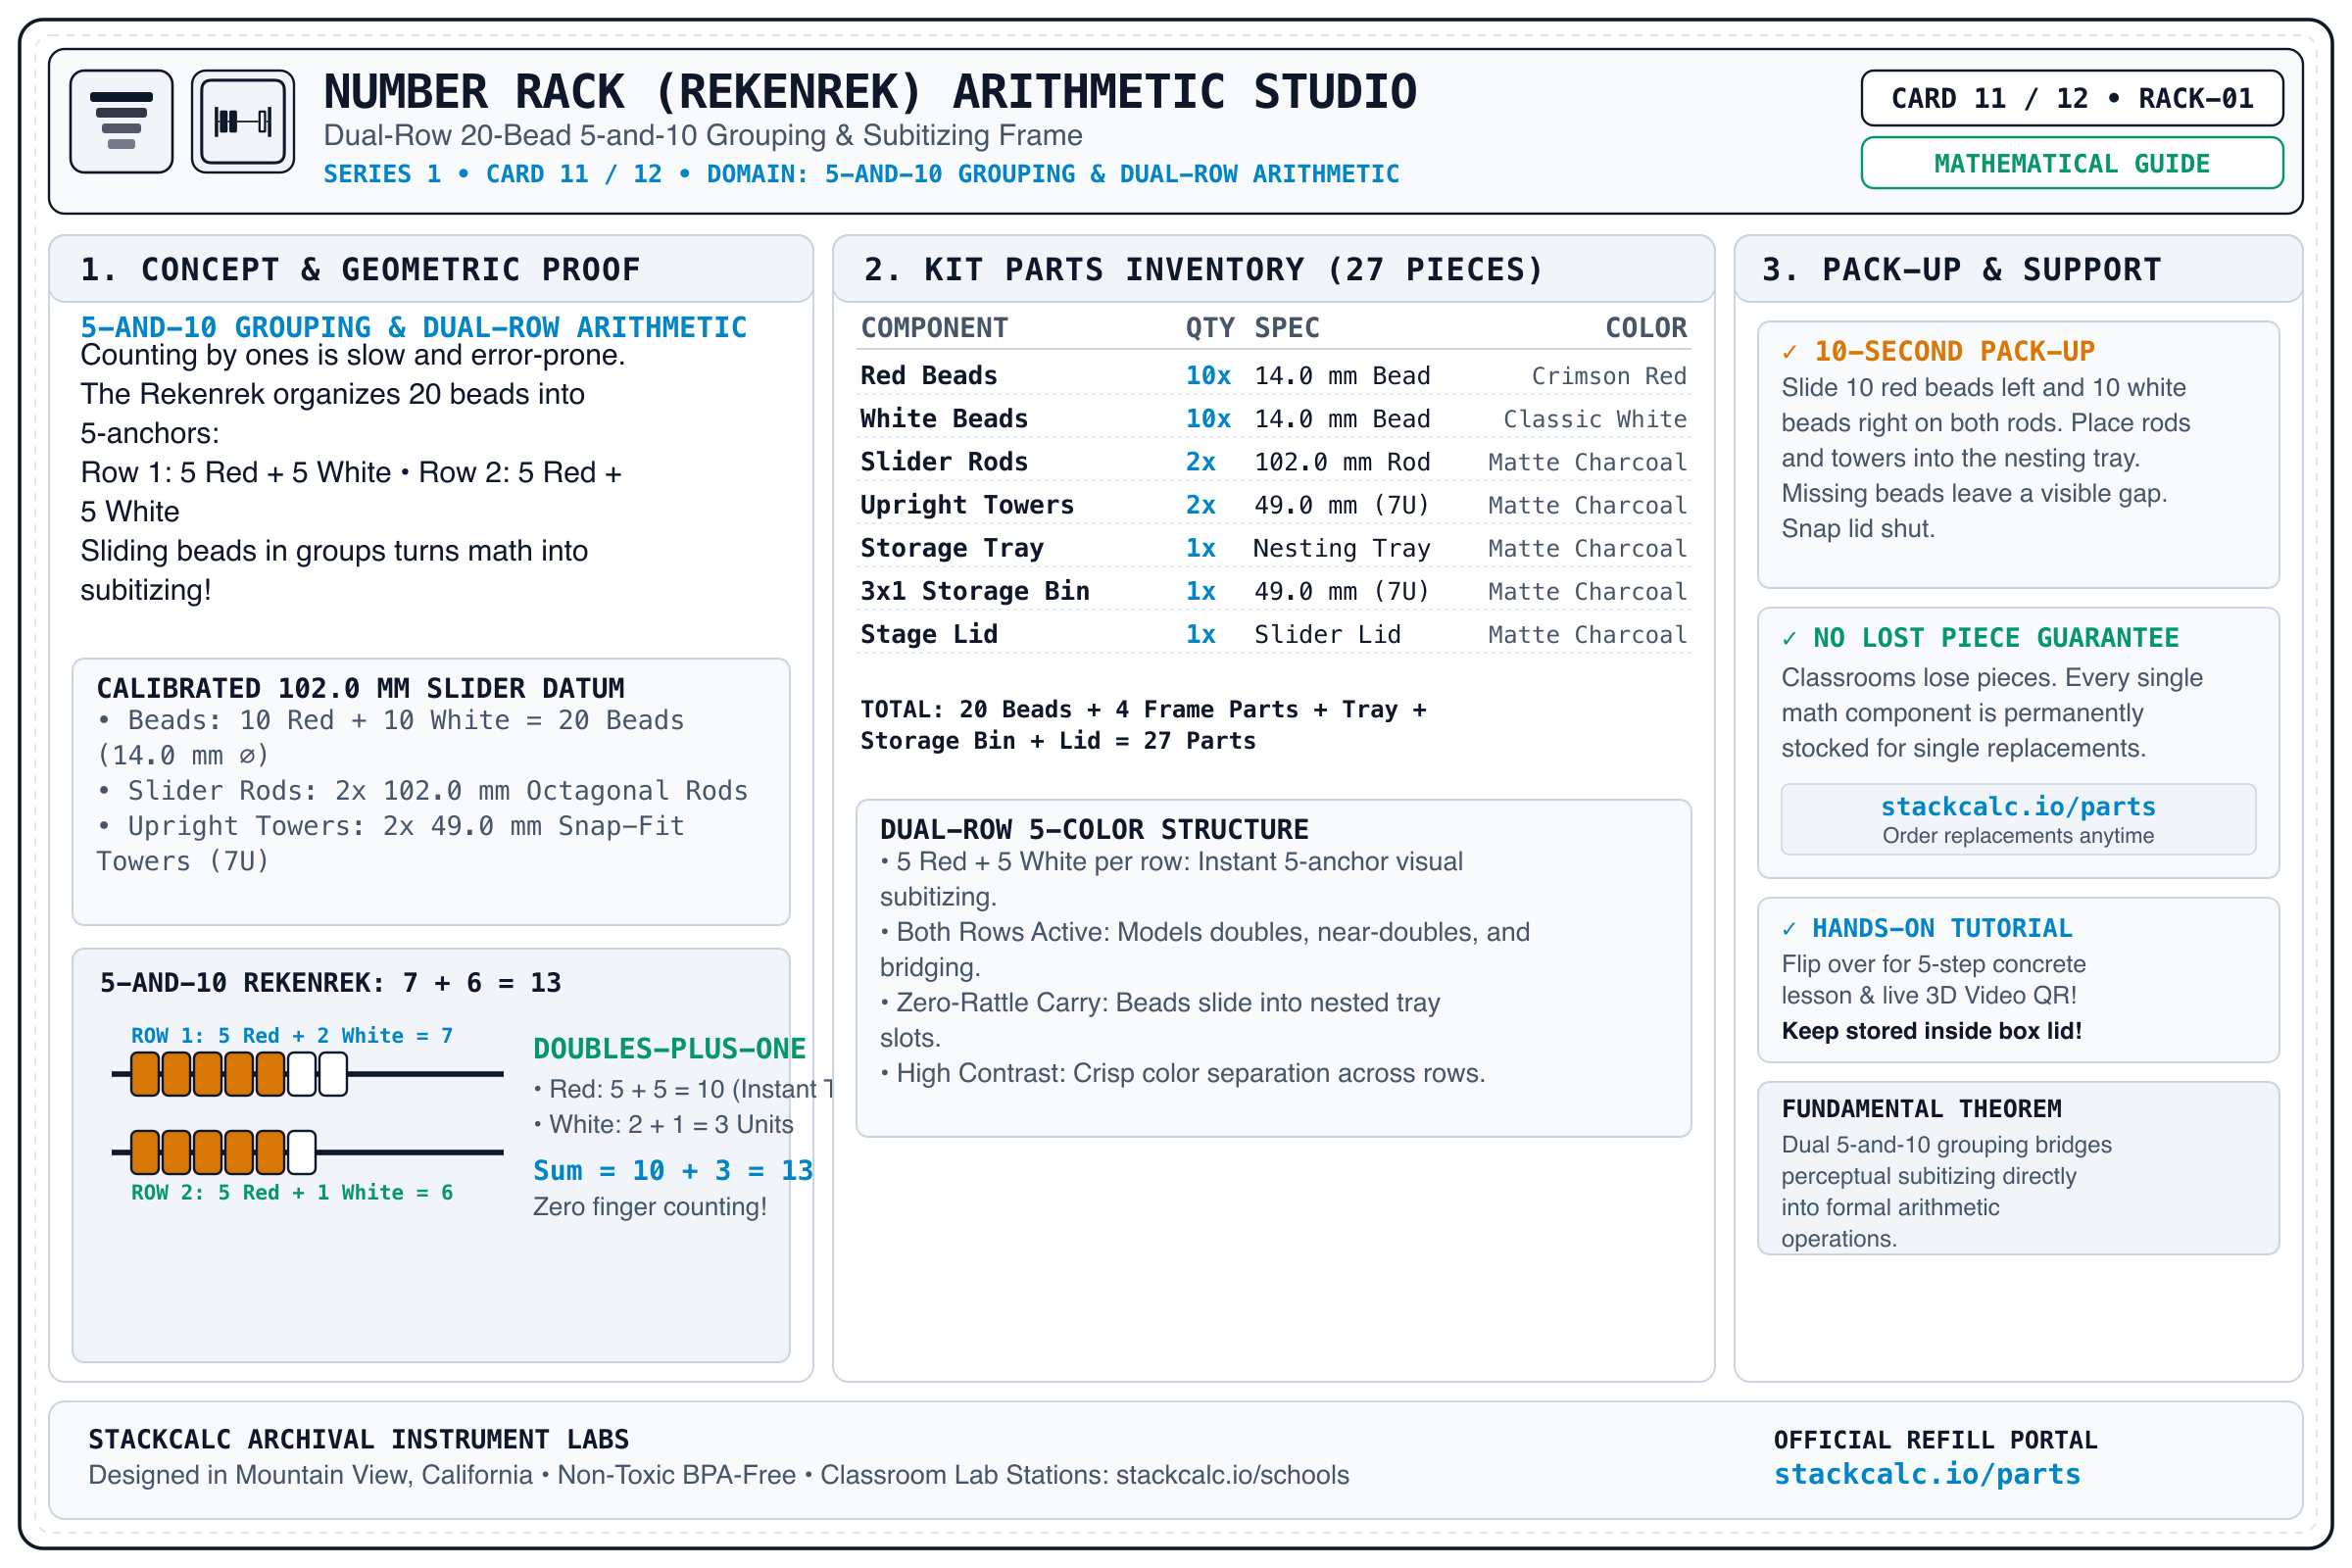 NUMBER RACK (REKENREK) ARITHMETIC STUDIO
Dual-Row 20-Bead 5-and-10 Grouping & Subitizing Frame
SERIES 1 • CARD 11 / 12 • DOMAIN: 5–AND–10 GROUPING & DUAL–ROW ARITHMETIC
CARD 11 / 12 • RACK–01
MATHEMATICAL GUIDE
1. CONCEPT & GEOMETRIC PROOF
5–AND–10 GROUPING & DUAL–ROW ARITHMETIC
Counting by ones is slow and error-prone.
The Rekenrek organizes 20 beads into
5-anchors:
Row 1: 5 Red + 5 White • Row 2: 5 Red +
5 White
Sliding beads in groups turns math into
subitizing!
CALIBRATED 102.0 MM SLIDER DATUM
• Beads: 10 Red + 10 White = 20 Beads
(14.0 mm ⌀)
• Slider Rods: 2x 102.0 mm Octagonal Rods
• Upright Towers: 2x 49.0 mm Snap–Fit
Towers (7U)
5–AND–10 REKENREK: 7 + 6 = 13
ROW 1: 5 Red + 2 White = 7
ROW 2: 5 Red + 1 White = 6
DOUBLES–PLUS–ONE
• Red: 5 + 5 = 10 (Instant
• White: 2 + 1 = 3 Units
Sum = 10 + 3 = 13
Zero finger counting!
2. KIT PARTS INVENTORY (27 PIECES)
COMPONENT QTY SPEC COLOR
Red Beads 10x 14.0 mm Bead Crimson Red
White Beads 10x 14.0 mm Bead Classic White
Slider Rods 2x 102.0 mm Rod Matte Charcoal
Upright Towers 2x 49.0 mm (7U) Matte Charcoal
Storage Tray 1x Nesting Tray Matte Charcoal
3x1 Storage Bin 1x 49.0 mm (7U) Matte Charcoal
Stage Lid 1x Slider Lid Matte Charcoal
TOTAL: 20 Beads + 4 Frame Parts + Tray +
Storage Bin + Lid = 27 Parts
DUAL–ROW 5–COLOR STRUCTURE
• 5 Red + 5 White per row: Instant 5-anchor visual
subitizing.
• Both Rows Active: Models doubles, near-doubles, and
bridging.
• Zero-Rattle Carry: Beads slide into nested tray
slots.
• High Contrast: Crisp color separation across rows.
3. PACK–UP & SUPPORT
✓ 10–SECOND PACK–UP
Slide 10 red beads left and 10 white
beads right on both rods. Place rods
and towers into the nesting tray.
Missing beads leave a visible gap.
Snap lid shut.
✓ NO LOST PIECE GUARANTEE
Classrooms lose pieces. Every single
math component is permanently
stocked for single replacements.
stackcalc.io/parts
Order replacements anytime
✓ HANDS–ON TUTORIAL
Flip over for 5-step concrete
lesson & live 3D Video QR!
Keep stored inside box lid!
FUNDAMENTAL THEOREM
Dual 5-and-10 grouping bridges
perceptual subitizing directly
into formal arithmetic
operations.
STACKCALC ARCHIVAL INSTRUMENT LABS
Designed in Mountain View, California • Non-Toxic BPA-Free • Classroom Lab Stations: stackcalc.io/schools
OFFICIAL REFILL PORTAL
stackcalc.io/parts